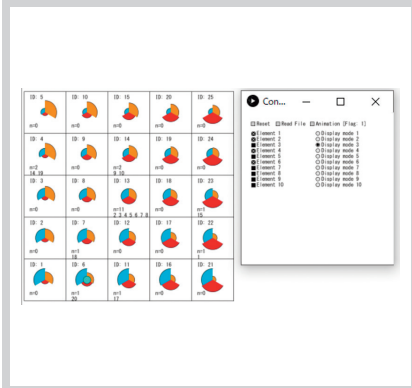 ID: 5
n=0
ID: 10
n=0
ID: 15
n=0
ID: 20
n=0
ID: 25
n=0
ID: 4
n=2
14 19
ID: 9
n=0
ID: 14
n=2
9 10
ID: 19
n=0
ID: 24
n=0
ID: 3
n=0
ID: 8
n=0
ID: 13
n=11
2 3 4 5 6 7 8
ID: 18
n=0
ID: 23
n=1
15
ID: 2
n=0
ID: 7
n=1
18
ID: 12
n=0
ID: 17
n=0
ID: 22
n=1
1
ID: 1
n=0
ID: 6
n=1
20
ID: 11
n=1
17
ID: 16
n=0
ID: 21
n=0
Con...
Reset Read File Animation [Flag: 1]
Element 1 Display mode 1
Element 2 Display mode 2
Element 3 Display mode 3
Element 4 Display mode 4
Element 5 Display mode 5
Element 6 Display mode 6
Element 7 Display mode 7
Element 8 Display mode 8
Element 9 Display mode 9
Element 10 Display mode 10